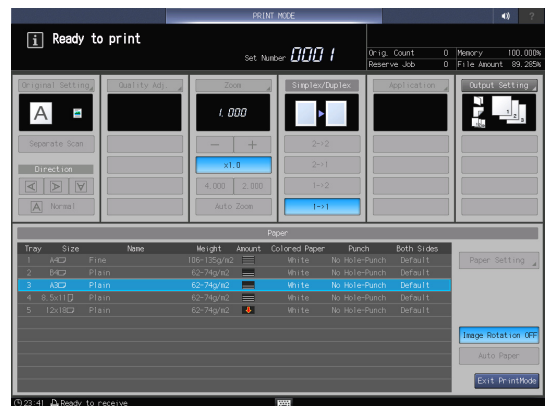 PRINT MODE
?
i Ready to print
Set Number 0001
Orig. Count 0 Memory 100.000%
Reserve Job 0 File Amount 89.285%
Original Setting Quality Adj. Zoom Simplex/Duplex Application Output Setting
A 1.000 1 2 3
Separate Scan - + 2->2
Direction x1.0 2->1
4.000 2.000 1->2
A Normal Auto Zoom 1->1
Paper
Tray Size Name Weight Amount Colored Paper Punch Both Sides
1 A4 Fine 106-135g/m2 White No Hole-Punch Default
Paper Setting
2 B4 Plain 62-74g/m2 White No Hole-Punch Default
3 A3 Plain 62-74g/m2 White No Hole-Punch Default
4 8.5x11 Plain 62-74g/m2 White No Hole-Punch Default
5 12x18 Plain 62-74g/m2 White No Hole-Punch Default
Image Rotation OFF
Auto Paper
Exit PrintMode
23:41 Ready to receive